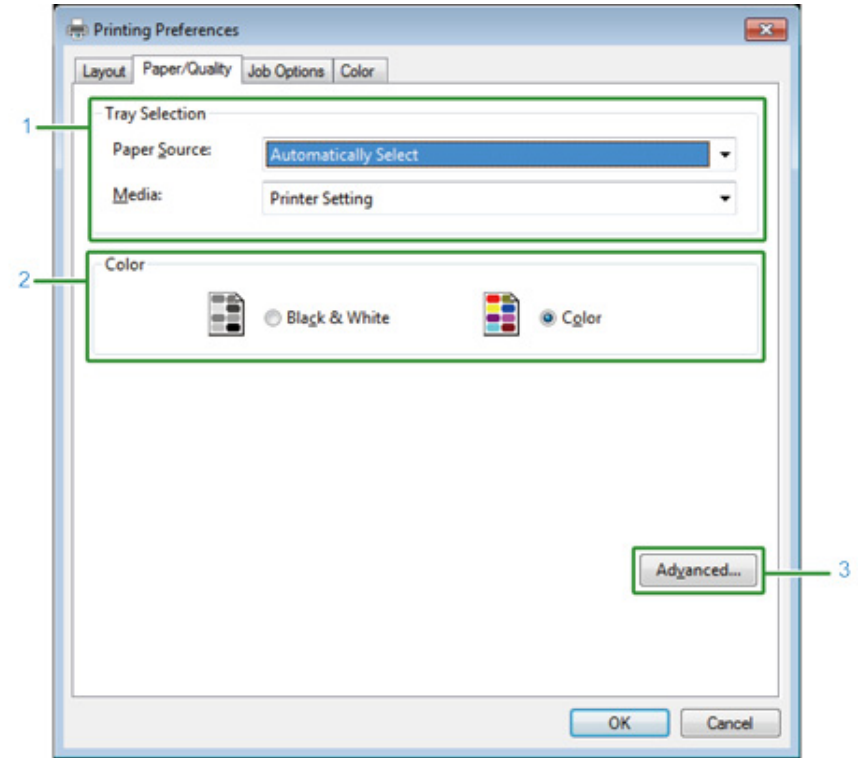 Printing Preferences
Layout Paper/Quality Job Options Color
1
Tray Selection
Paper Source: Automatically Select
Media: Printer Setting
2
Color
Black & White Color
Advanced... 3
OK Cancel